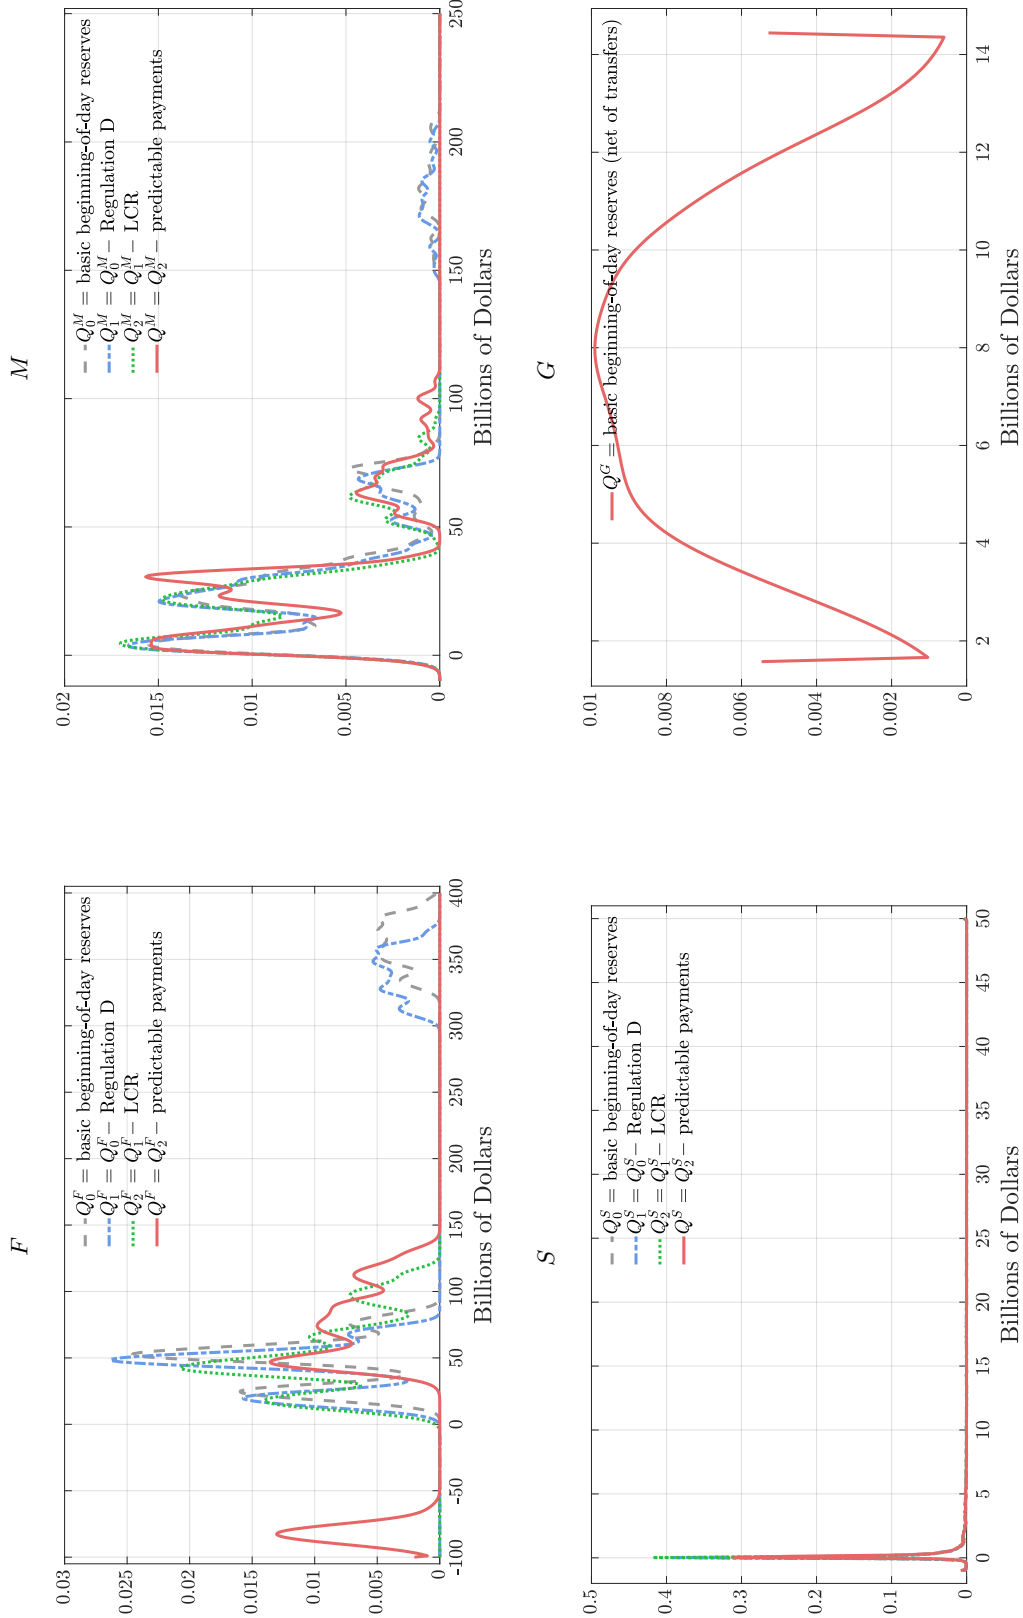 F
0.03
0.025
0.02
0.015
0.01
0.005
0
-100 -50 0 50 100 150 200 250 300 350 400
Billions of Dollars
Q_0^F = basic beginning-of-day reserves
Q_1^F = Q_0^F − Regulation D
Q_2^F = Q_1^F − LCR
Q^F = Q_2^F − predictable payments
M
0.02
0.015
0.01
0.005
0
0 50 100 150 200 250
Billions of Dollars
Q_0^M = basic beginning-of-day reserves
Q_1^M = Q_0^M − Regulation D
Q_2^M = Q_1^M − LCR
Q^M = Q_2^M − predictable payments
S
0.5
0.4
0.3
0.2
0.1
0
0 5 10 15 20 25 30 35 40 45 50
Billions of Dollars
Q_0^S = basic beginning-of-day reserves
Q_1^S = Q_0^S − Regulation D
Q_2^S = Q_1^S − LCR
Q^S = Q_2^S − predictable payments
G
0.01
0.008
0.006
0.004
0.002
0
2 4 6 8 10 12 14
Billions of Dollars
Q^G = basic beginning-of-day reserves (net of transfers)